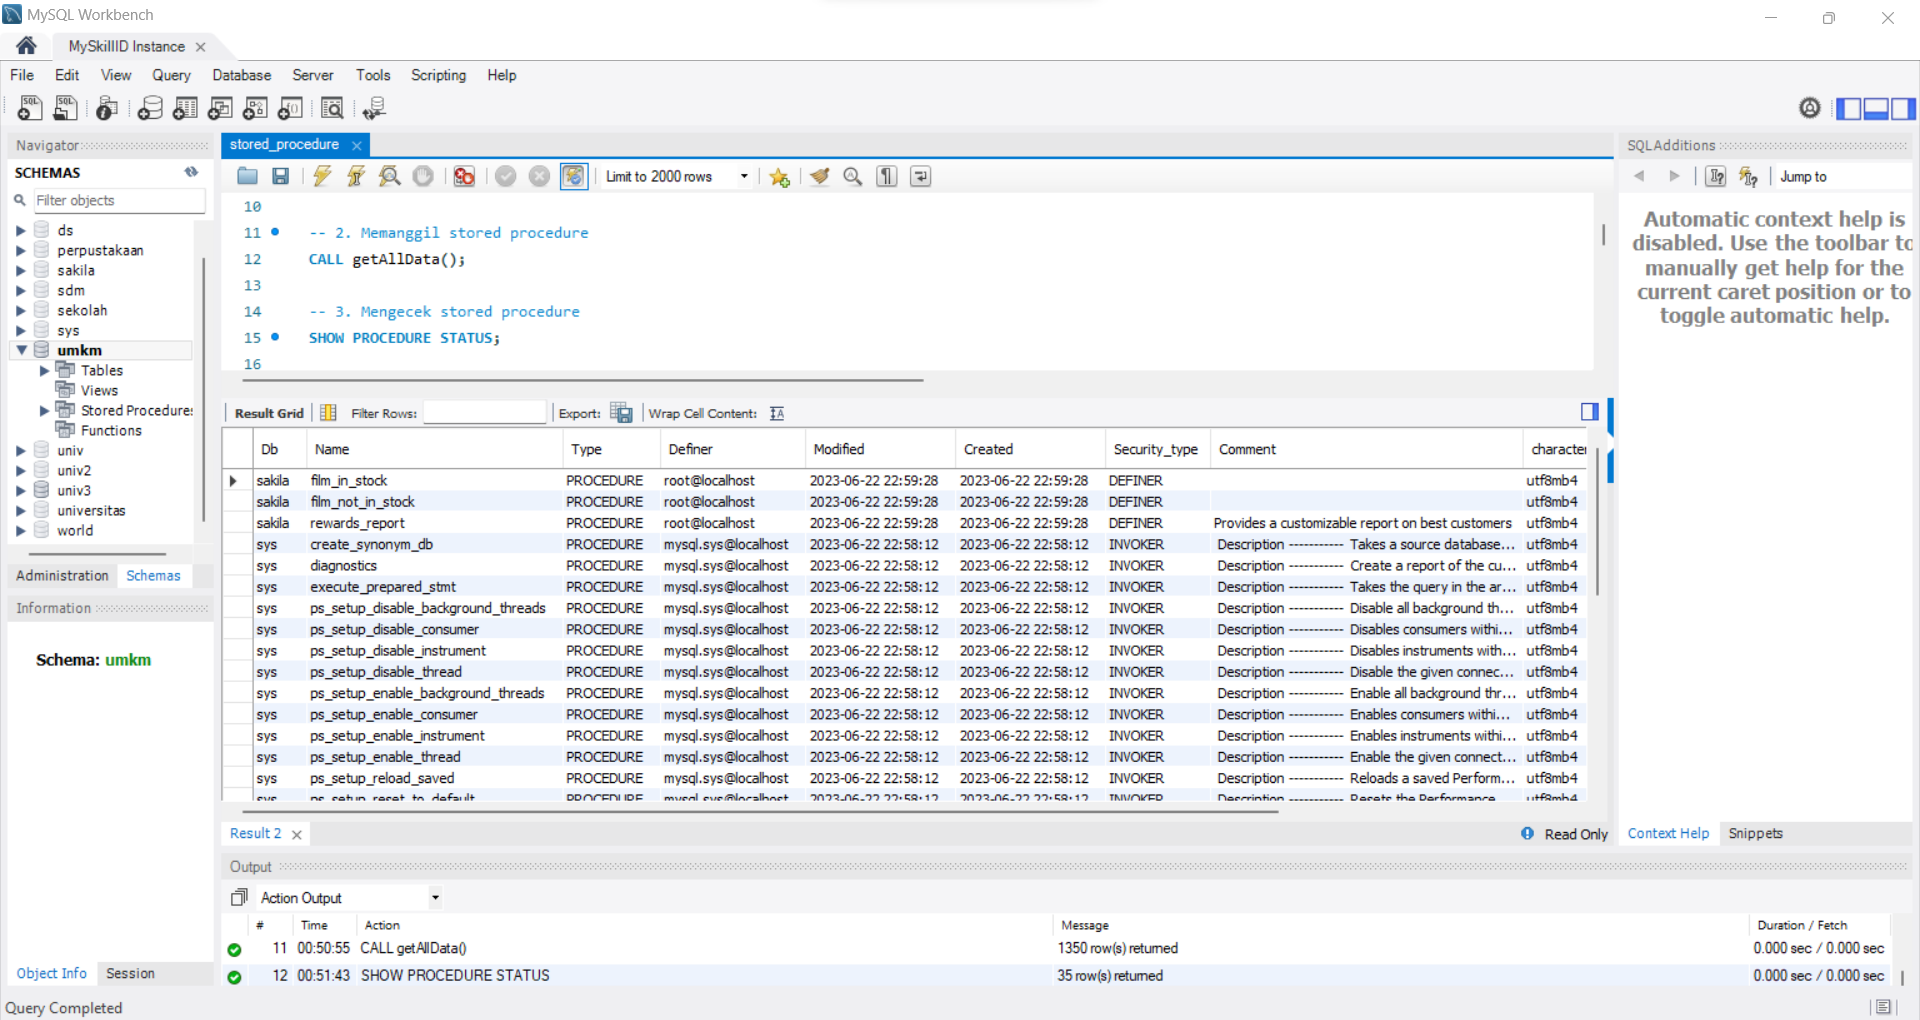 MySQL Workbench
MySkillID Instance
File Edit View Query Database Server Tools Scripting Help
Navigator
SCHEMAS
Filter objects
ds
perpustakaan
sakila
sdm
sekolah
sys
umkm
Tables
Views
Stored Procedures
Functions
univ
univ2
univ3
universitas
world
Administration Schemas
Information
Schema: umkm
Object Info Session
Query Completed
stored_procedure
Limit to 2000 rows
10
11 -- 2. Memanggil stored procedure
12 CALL getAllData();
13
14 -- 3. Mengecek stored procedure
15 SHOW PROCEDURE STATUS;
16
Result Grid Filter Rows: Export: Wrap Cell Content:
Db Name Type Definer Modified Created Security_type Comment character
sakila film_in_stock PROCEDURE root@localhost 2023-06-22 22:59:28 2023-06-22 22:59:28 DEFINER utf8mb4
sakila film_not_in_stock PROCEDURE root@localhost 2023-06-22 22:59:28 2023-06-22 22:59:28 DEFINER utf8mb4
sakila rewards_report PROCEDURE root@localhost 2023-06-22 22:59:28 2023-06-22 22:59:28 DEFINER Provides a customizable report on best customers utf8mb4
sys create_synonym_db PROCEDURE mysql.sys@localhost 2023-06-22 22:58:12 2023-06-22 22:58:12 INVOKER Description ----------- Takes a source database... utf8mb4
sys diagnostics PROCEDURE mysql.sys@localhost 2023-06-22 22:58:12 2023-06-22 22:58:12 INVOKER Description ----------- Create a report of the cu... utf8mb4
sys execute_prepared_stmt PROCEDURE mysql.sys@localhost 2023-06-22 22:58:12 2023-06-22 22:58:12 INVOKER Description ----------- Takes the query in the ar... utf8mb4
sys ps_setup_disable_background_threads PROCEDURE mysql.sys@localhost 2023-06-22 22:58:12 2023-06-22 22:58:12 INVOKER Description ----------- Disable all background th... utf8mb4
sys ps_setup_disable_consumer PROCEDURE mysql.sys@localhost 2023-06-22 22:58:12 2023-06-22 22:58:12 INVOKER Description ----------- Disables consumers withi... utf8mb4
sys ps_setup_disable_instrument PROCEDURE mysql.sys@localhost 2023-06-22 22:58:12 2023-06-22 22:58:12 INVOKER Description ----------- Disables instruments with... utf8mb4
sys ps_setup_disable_thread PROCEDURE mysql.sys@localhost 2023-06-22 22:58:12 2023-06-22 22:58:12 INVOKER Description ----------- Disable the given connec... utf8mb4
sys ps_setup_enable_background_threads PROCEDURE mysql.sys@localhost 2023-06-22 22:58:12 2023-06-22 22:58:12 INVOKER Description ----------- Enable all background thr... utf8mb4
sys ps_setup_enable_consumer PROCEDURE mysql.sys@localhost 2023-06-22 22:58:12 2023-06-22 22:58:12 INVOKER Description ----------- Enables consumers withi... utf8mb4
sys ps_setup_enable_instrument PROCEDURE mysql.sys@localhost 2023-06-22 22:58:12 2023-06-22 22:58:12 INVOKER Description ----------- Enables instruments withi... utf8mb4
sys ps_setup_enable_thread PROCEDURE mysql.sys@localhost 2023-06-22 22:58:12 2023-06-22 22:58:12 INVOKER Description ----------- Enable the given connect... utf8mb4
sys ps_setup_reload_saved PROCEDURE mysql.sys@localhost 2023-06-22 22:58:12 2023-06-22 22:58:12 INVOKER Description ----------- Reloads a saved Perform... utf8mb4
sys ps_setup_reset_to_default PROCEDURE mysql.sys@localhost 2023-06-22 22:58:12 2023-06-22 22:58:12 INVOKER Description ----------- Resets the Performance utf8mb4
Result 2 Read Only
Output
Action Output
# Time Action Message Duration / Fetch
11 00:50:55 CALL getAllData() 1350 row(s) returned 0.000 sec / 0.000 sec
12 00:51:43 SHOW PROCEDURE STATUS 35 row(s) returned 0.000 sec / 0.000 sec
SQLAdditions
Jump to
Automatic context help is
disabled. Use the toolbar to
manually get help for the
current caret position or to
toggle automatic help.
Context Help Snippets